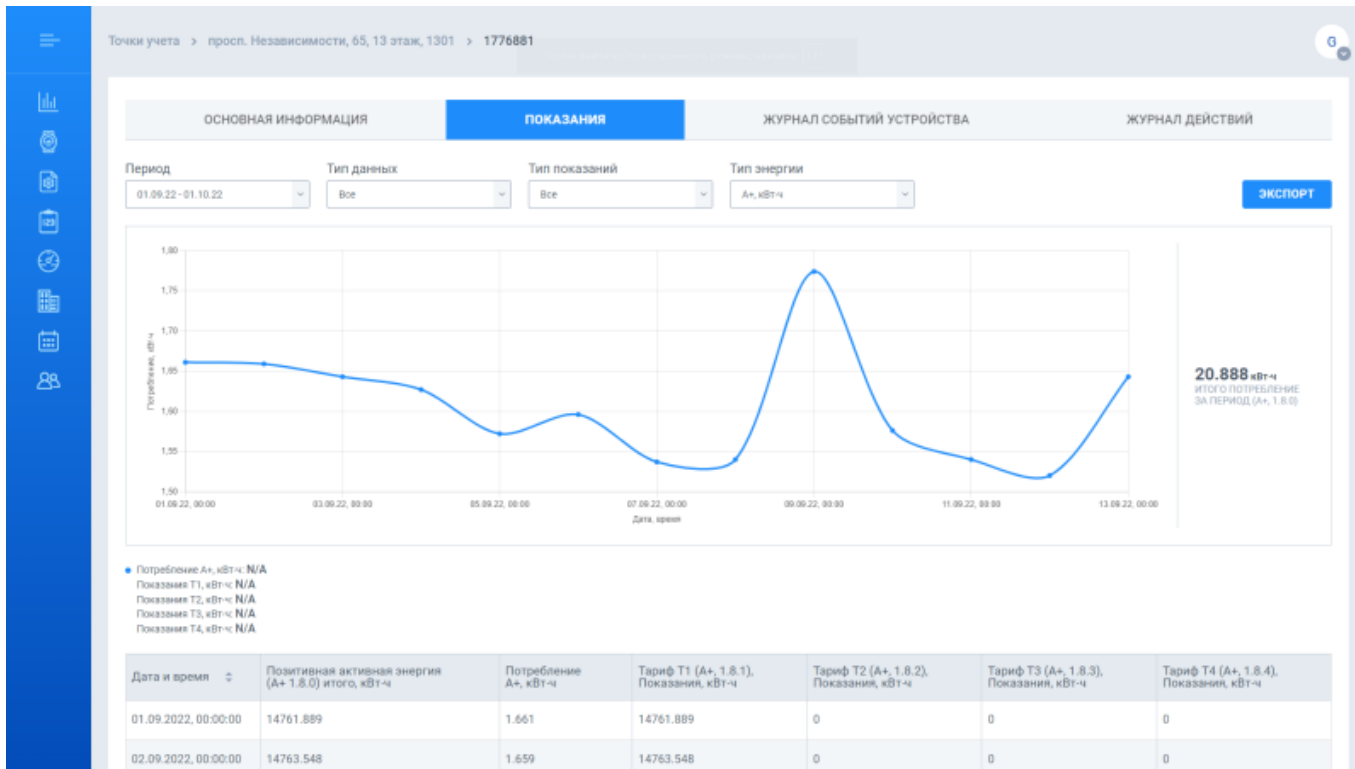 Точки учета > просп. Независимости, 65, 13 этаж, 1301 > 1776881
G
ОСНОВНАЯ ИНФОРМАЦИЯ
ПОКАЗАНИЯ
ЖУРНАЛ СОБЫТИЙ УСТРОЙСТВА
ЖУРНАЛ ДЕЙСТВИЙ
Период
Тип данных
Тип показаний
Тип энергии
01.09.22 - 01.10.22
Все
Все
А+, кВт·ч
ЭКСПОРТ
1,80
1,75
1,70
1,65
1,60
1,55
1,50
Потребление, кВт·ч
01.09.22, 00:00
03.09.22, 00:00
05.09.22, 00:00
07.09.22, 00:00
09.09.22, 00:00
11.09.22, 00:00
13.09.22, 00:00
Дата, время
20.888 кВт·ч
ИТОГО ПОТРЕБЛЕНИЕ
ЗА ПЕРИОД (А+, 1.8.0)
Потребление А+, кВт·ч: N/A
Показания Т1, кВт·ч: N/A
Показания Т2, кВт·ч: N/A
Показания Т3, кВт·ч: N/A
Показания Т4, кВт·ч: N/A
Дата и время
Позитивная активная энергия
(А+ 1.8.0) итого, кВт·ч
Потребление
А+, кВт·ч
Тариф Т1 (А+, 1.8.1),
Показания, кВт·ч
Тариф Т2 (А+, 1.8.2),
Показания, кВт·ч
Тариф Т3 (А+, 1.8.3),
Показания, кВт·ч
Тариф Т4 (А+, 1.8.4),
Показания, кВт·ч
01.09.2022, 00:00:00 14761.889 1.661 14761.889 0 0 0
02.09.2022, 00:00:00 14763.548 1.659 14763.548 0 0 0